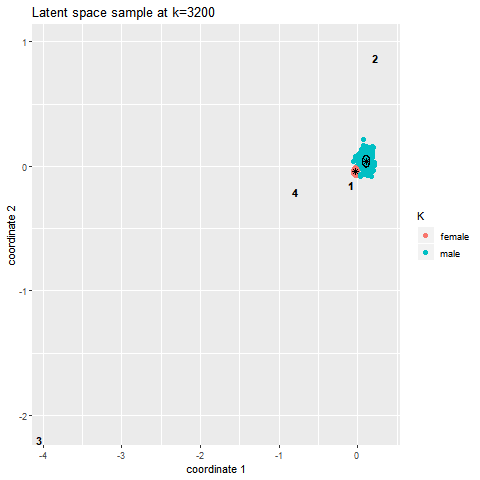 Latent space sample at k=3200
1
2
0
1
4
-1
-2
3
-4
-3
-2
-1
0
coordinate 1
coordinate 2
K
female
male